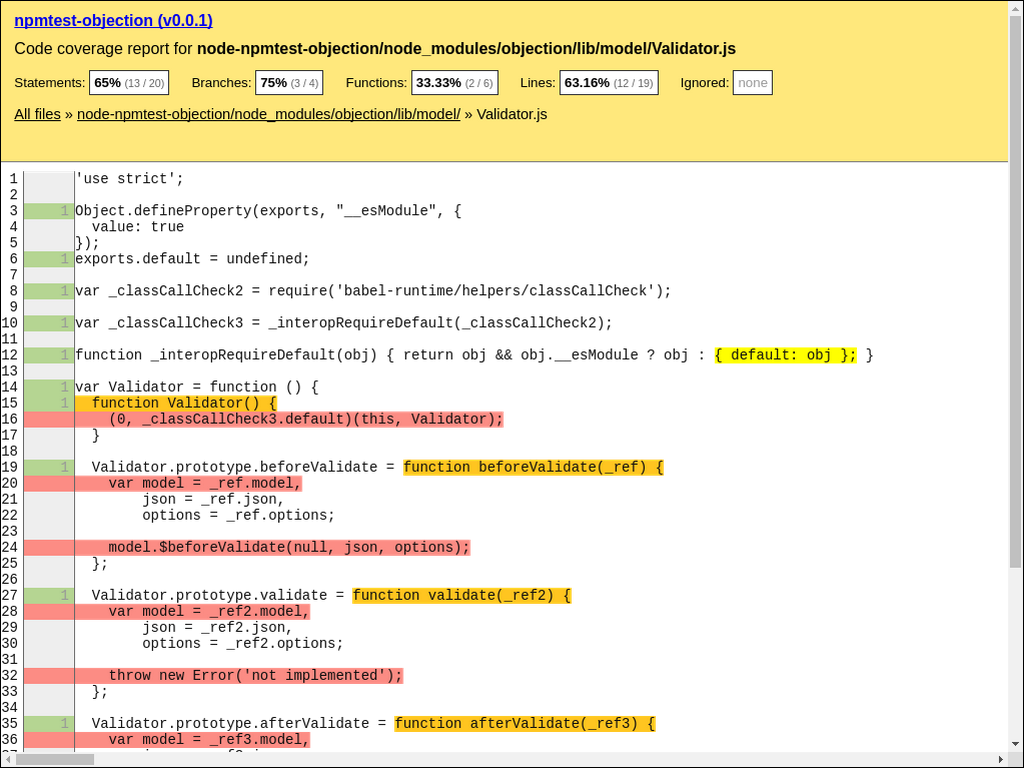 npmtest-objection (v0.0.1)
Code coverage report for node-npmtest-objection/node_modules/objection/lib/model/Validator.js
Statements: 65% (13 / 20) Branches: 75% (3 / 4) Functions: 33.33% (2 / 6) Lines: 63.16% (12 / 19) Ignored: none
All files » node-npmtest-objection/node_modules/objection/lib/model/ » Validator.js
1 'use strict';
2
3 1 Object.defineProperty(exports, "__esModule", {
4 value: true
5 });
6 1 exports.default = undefined;
7
8 1 var _classCallCheck2 = require('babel-runtime/helpers/classCallCheck');
9
10 1 var _classCallCheck3 = _interopRequireDefault(_classCallCheck2);
11
12 1 function _interopRequireDefault(obj) { return obj && obj.__esModule ? obj : { default: obj }; }
13
14 1 var Validator = function () {
15 1 function Validator() {
16 (0, _classCallCheck3.default)(this, Validator);
17 }
18
19 1 Validator.prototype.beforeValidate = function beforeValidate(_ref) {
20 var model = _ref.model,
21 json = _ref.json,
22 options = _ref.options;
23
24 model.$beforeValidate(null, json, options);
25 };
26
27 1 Validator.prototype.validate = function validate(_ref2) {
28 var model = _ref2.model,
29 json = _ref2.json,
30 options = _ref2.options;
31
32 throw new Error('not implemented');
33 };
34
35 1 Validator.prototype.afterValidate = function afterValidate(_ref3) {
36 var model = _ref3.model,